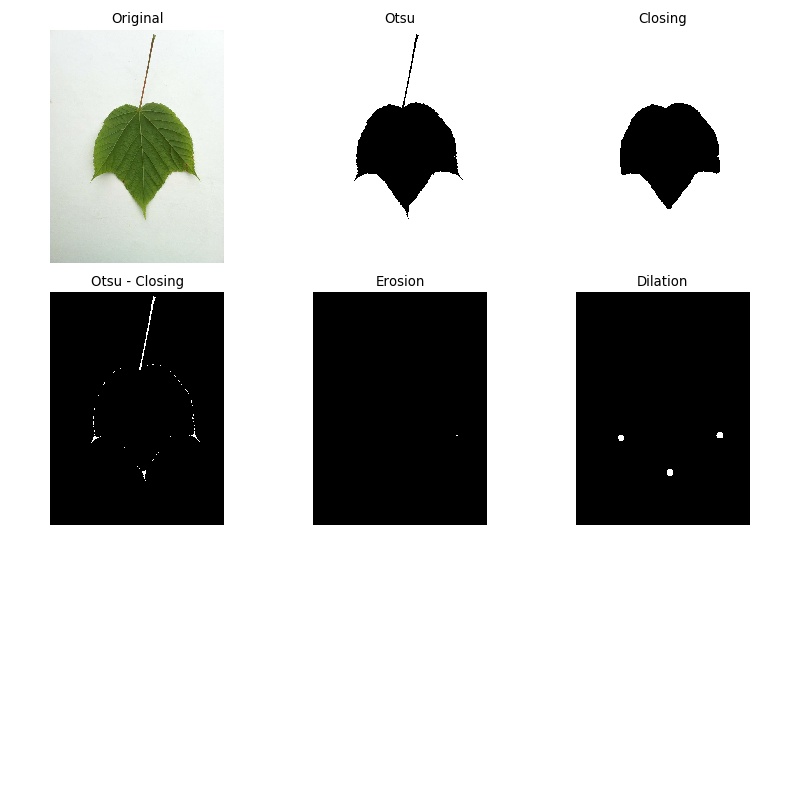 Original
Otsu
Closing
Otsu - Closing
Erosion
Dilation